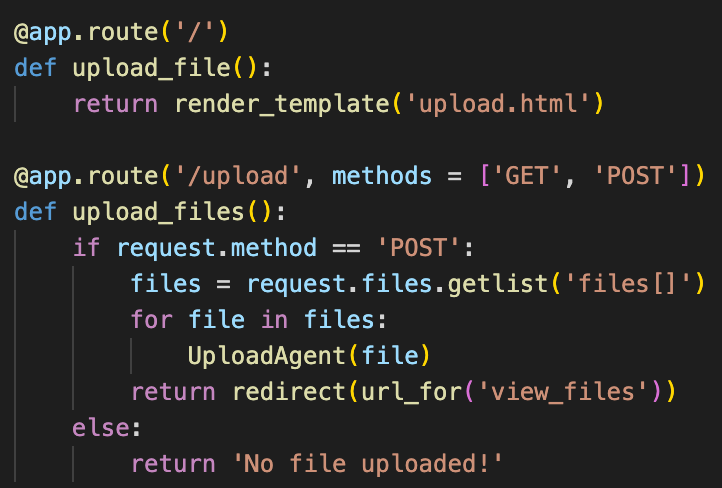 @app.route('/')
def upload_file():
    return render_template('upload.html')

@app.route('/upload', methods = ['GET', 'POST'])
def upload_files():
    if request.method == 'POST':
        files = request.files.getlist('files[]')
        for file in files:
            UploadAgent(file)
        return redirect(url_for('view_files'))
    else:
        return 'No file uploaded!'